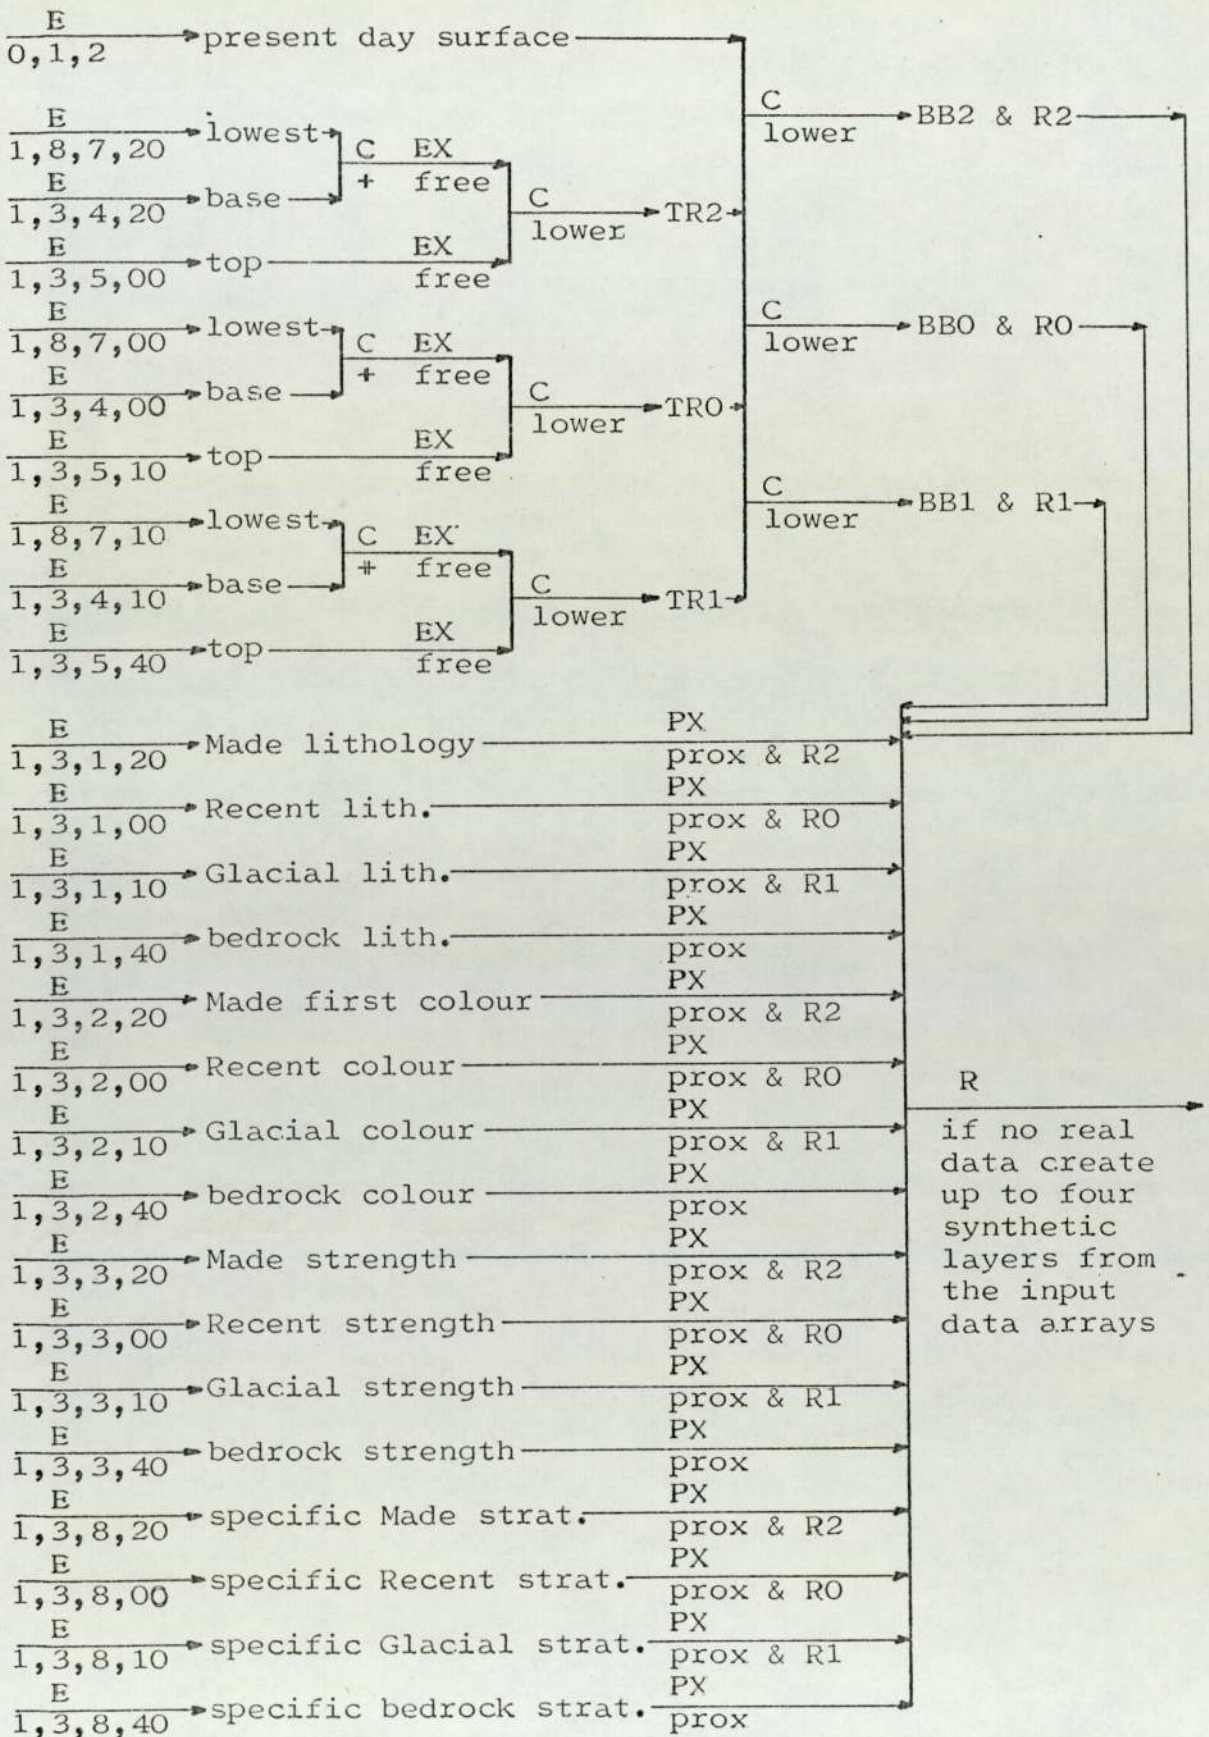 E
0,1,2 present day surface
C
lower BB2 & R2
E
1,8,7,20 lowest
C EX
+ free
E
1,3,4,20 base
C
lower TR2
E
1,3,5,00 top EX
free
E
1,8,7,00 lowest
C
lower BB0 & R0
C EX
+ free
E
1,3,4,00 base
C
lower TR0
E
1,3,5,10 top EX
free
E
1,8,7,10 lowest
C
lower BB1 & R1
C EX
+ free
E
1,3,4,10 base
C
lower TR1
E
1,3,5,40 top EX
free
E PX
1,3,1,20 Made lithology prox & R2
E PX
1,3,1,00 Recent lith. prox & R0
E PX
1,3,1,10 Glacial lith. prox & R1
E PX
1,3,1,40 bedrock lith. prox
E PX
1,3,2,20 Made first colour prox & R2
E PX
1,3,2,00 Recent colour prox & R0
E PX
1,3,2,10 Glacial colour prox & R1
E PX
1,3,2,40 bedrock colour prox
E PX
1,3,3,20 Made strength prox & R2
E PX
1,3,3,00 Recent strength prox & R0
E PX
1,3,3,10 Glacial strength prox & R1
E PX
1,3,3,40 bedrock strength prox
E PX
1,3,8,20 specific Made strat. prox & R2
E PX
1,3,8,00 specific Recent strat. prox & R0
E PX
1,3,8,10 specific Glacial strat. prox & R1
E PX
1,3,8,40 specific bedrock strat. prox
R
if no real
data create
up to four
synthetic
layers from
the input
data arrays